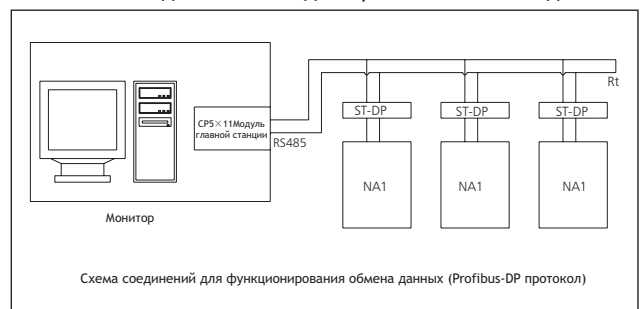 CP5×11Модуль
главной станции
RS485
Rt
ST-DP
ST-DP
ST-DP
NA1
NA1
NA1
Монитор
Схема соединений для функционирования обмена данных (Profibus-DP протокол)